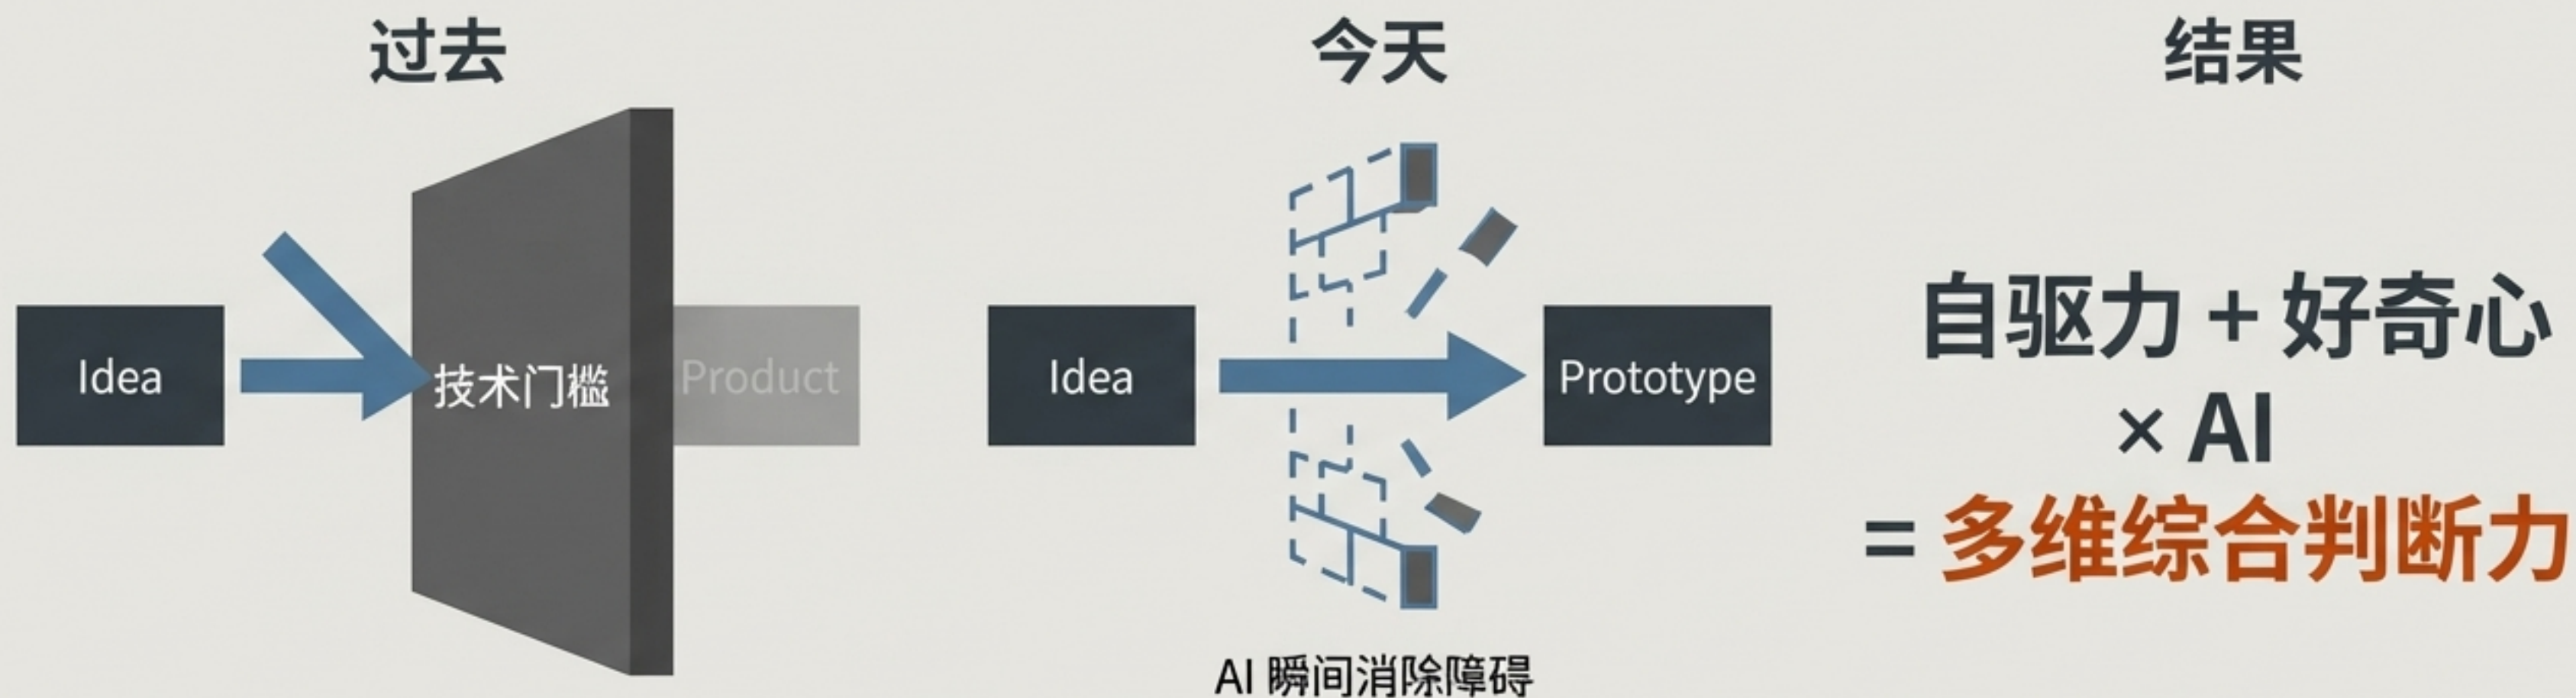 过去
Idea
技术门槛
Product
今天
Idea
Prototype
AI 瞬间消除障碍
结果
自驱力 + 好奇心
× AI
= 多维综合判断力